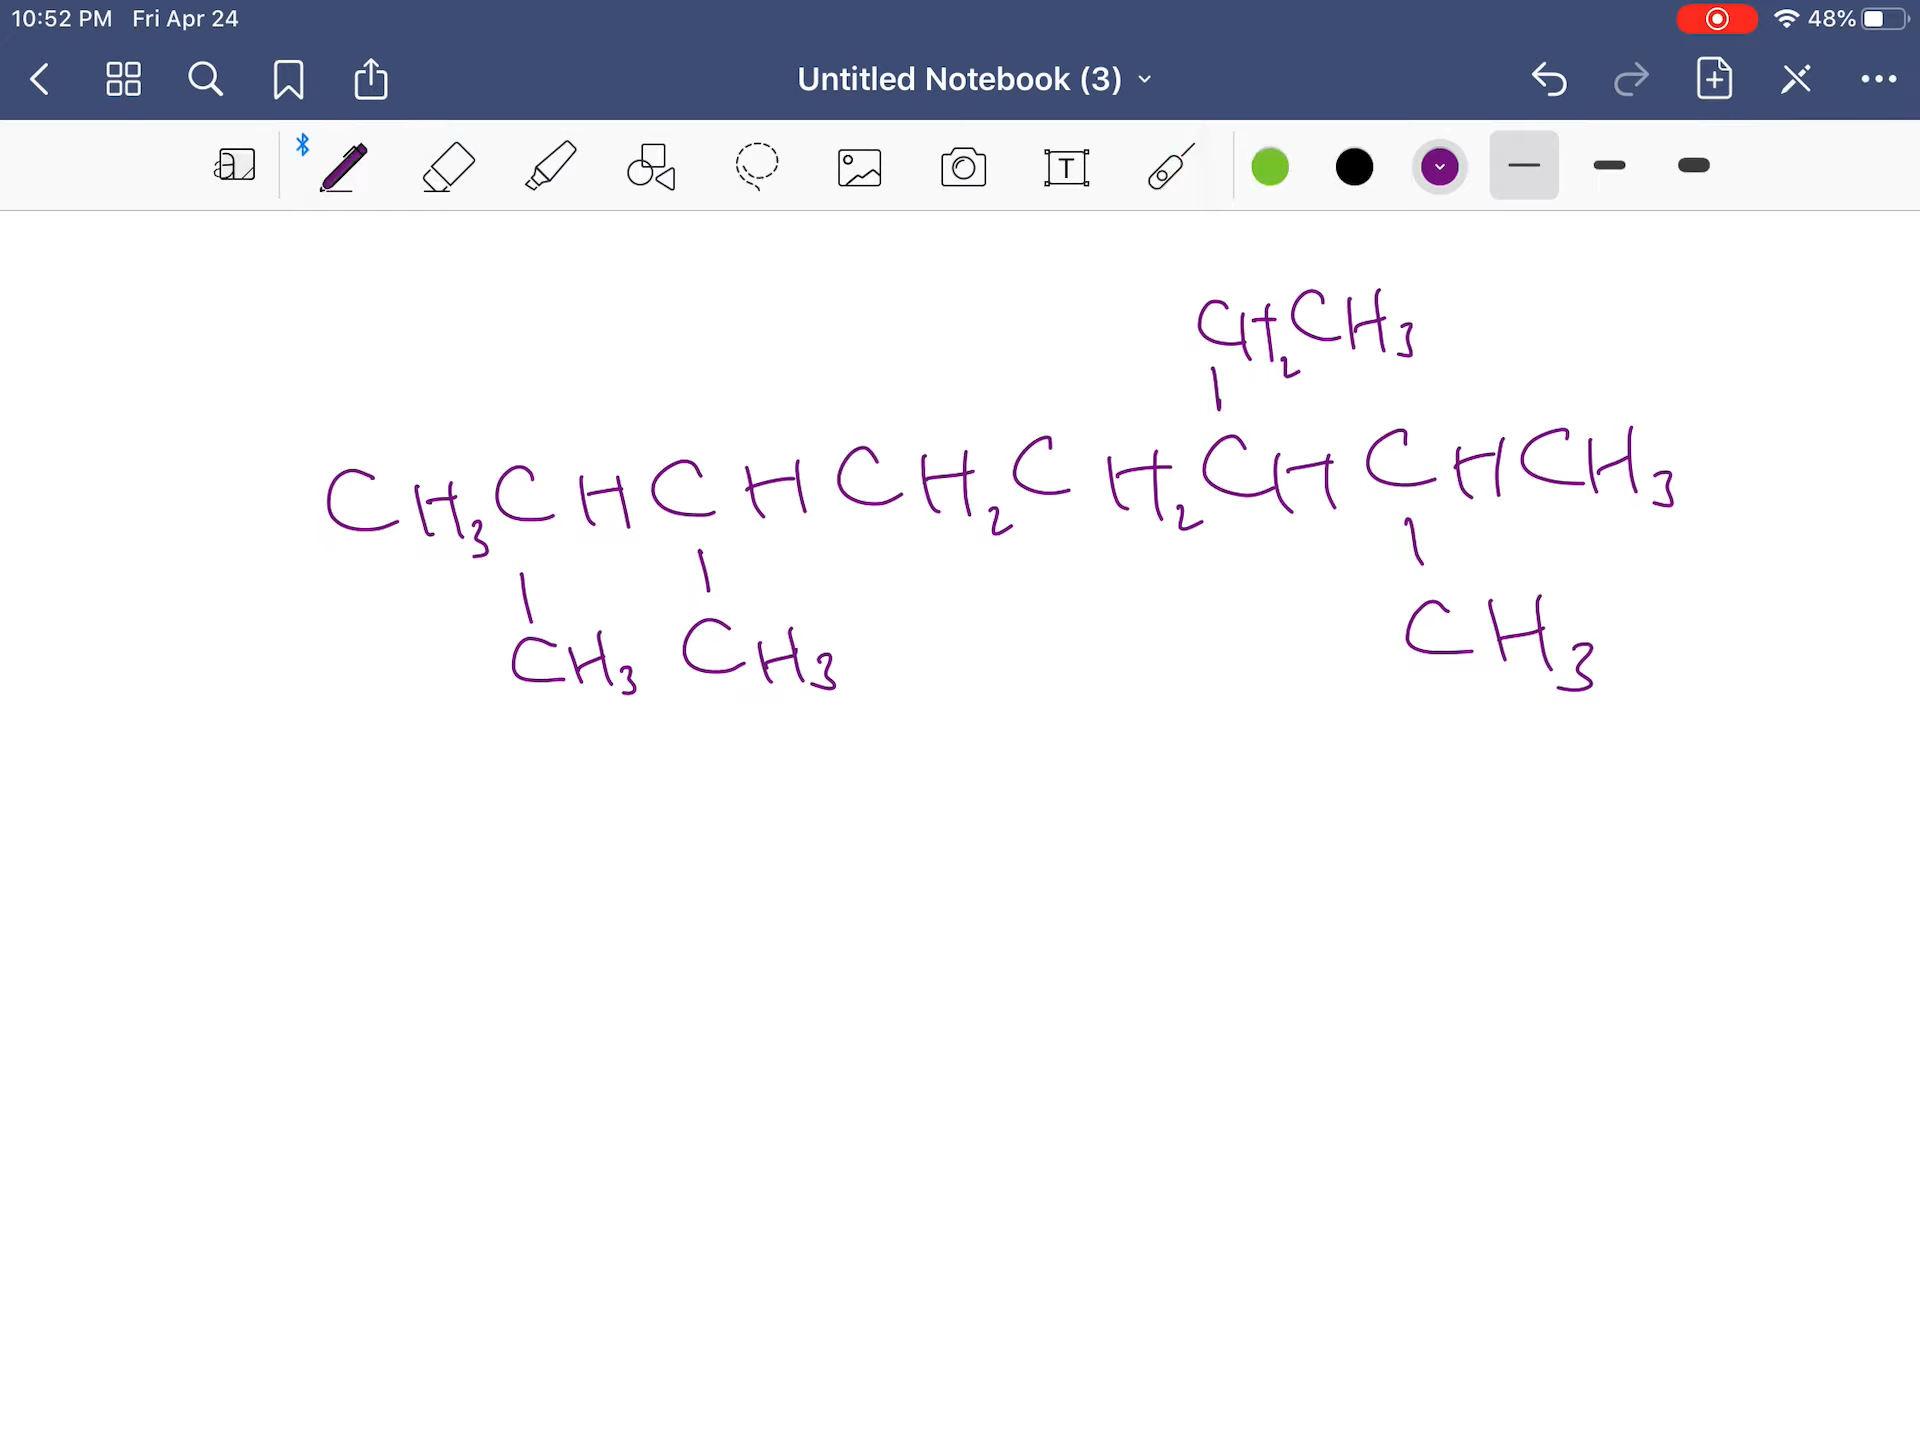 10:52 PM Fri Apr 24
48%
Untitled Notebook (3)
a
T
CH2CH3
CH3CHCHCH2CH2CHCHCH3
CH3 CH3 CH3